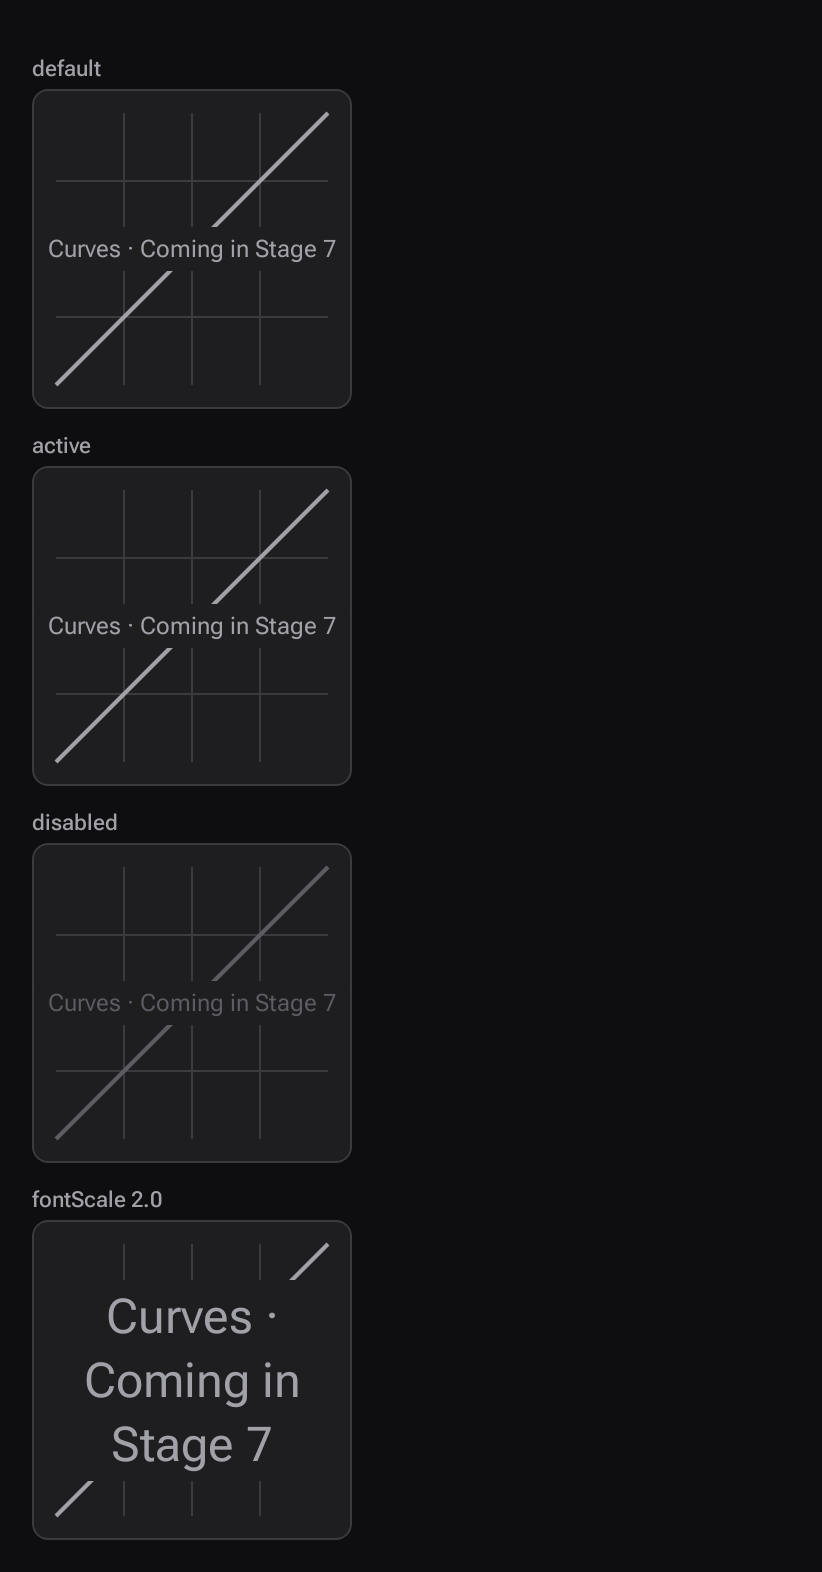 default
Curves · Coming in Stage 7
active
Curves · Coming in Stage 7
disabled
Curves · Coming in Stage 7
fontScale 2.0
Curves ·
Coming in
Stage 7